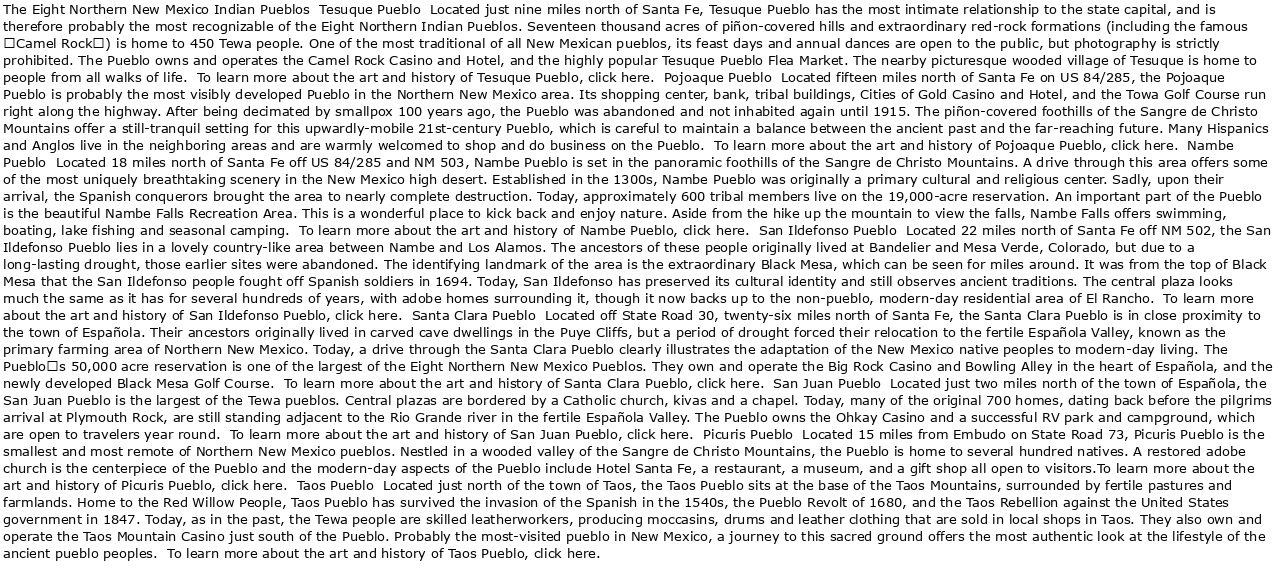 The Eight Northern New Mexico Indian Pueblos  Tesuque Pueblo  Located just nine miles north of Santa Fe, Tesuque Pueblo has the most intimate relationship to the state capital, and is
therefore probably the most recognizable of the Eight Northern Indian Pueblos. Seventeen thousand acres of piñon-covered hills and extraordinary red-rock formations (including the famous
□Camel Rock□) is home to 450 Tewa people. One of the most traditional of all New Mexican pueblos, its feast days and annual dances are open to the public, but photography is strictly
prohibited. The Pueblo owns and operates the Camel Rock Casino and Hotel, and the highly popular Tesuque Pueblo Flea Market. The nearby picturesque wooded village of Tesuque is home to
people from all walks of life.  To learn more about the art and history of Tesuque Pueblo, click here.  Pojoaque Pueblo  Located fifteen miles north of Santa Fe on US 84/285, the Pojoaque
Pueblo is probably the most visibly developed Pueblo in the Northern New Mexico area. Its shopping center, bank, tribal buildings, Cities of Gold Casino and Hotel, and the Towa Golf Course run
right along the highway. After being decimated by smallpox 100 years ago, the Pueblo was abandoned and not inhabited again until 1915. The piñon-covered foothills of the Sangre de Christo
Mountains offer a still-tranquil setting for this upwardly-mobile 21st-century Pueblo, which is careful to maintain a balance between the ancient past and the far-reaching future. Many Hispanics
and Anglos live in the neighboring areas and are warmly welcomed to shop and do business on the Pueblo.  To learn more about the art and history of Pojoaque Pueblo, click here.  Nambe
Pueblo  Located 18 miles north of Santa Fe off US 84/285 and NM 503, Nambe Pueblo is set in the panoramic foothills of the Sangre de Christo Mountains. A drive through this area offers some
of the most uniquely breathtaking scenery in the New Mexico high desert. Established in the 1300s, Nambe Pueblo was originally a primary cultural and religious center. Sadly, upon their
arrival, the Spanish conquerors brought the area to nearly complete destruction. Today, approximately 600 tribal members live on the 19,000-acre reservation. An important part of the Pueblo
is the beautiful Nambe Falls Recreation Area. This is a wonderful place to kick back and enjoy nature. Aside from the hike up the mountain to view the falls, Nambe Falls offers swimming,
boating, lake fishing and seasonal camping.  To learn more about the art and history of Nambe Pueblo, click here.  San Ildefonso Pueblo  Located 22 miles north of Santa Fe off NM 502, the San
Ildefonso Pueblo lies in a lovely country-like area between Nambe and Los Alamos. The ancestors of these people originally lived at Bandelier and Mesa Verde, Colorado, but due to a
long-lasting drought, those earlier sites were abandoned. The identifying landmark of the area is the extraordinary Black Mesa, which can be seen for miles around. It was from the top of Black
Mesa that the San Ildefonso people fought off Spanish soldiers in 1694. Today, San Ildefonso has preserved its cultural identity and still observes ancient traditions. The central plaza looks
much the same as it has for several hundreds of years, with adobe homes surrounding it, though it now backs up to the non-pueblo, modern-day residential area of El Rancho.  To learn more
about the art and history of San Ildefonso Pueblo, click here.  Santa Clara Pueblo  Located off State Road 30, twenty-six miles north of Santa Fe, the Santa Clara Pueblo is in close proximity to
the town of Española. Their ancestors originally lived in carved cave dwellings in the Puye Cliffs, but a period of drought forced their relocation to the fertile Española Valley, known as the
primary farming area of Northern New Mexico. Today, a drive through the Santa Clara Pueblo clearly illustrates the adaptation of the New Mexico native peoples to modern-day living. The
Pueblo□s 50,000 acre reservation is one of the largest of the Eight Northern New Mexico Pueblos. They own and operate the Big Rock Casino and Bowling Alley in the heart of Española, and the
newly developed Black Mesa Golf Course.  To learn more about the art and history of Santa Clara Pueblo, click here.  San Juan Pueblo  Located just two miles north of the town of Española, the
San Juan Pueblo is the largest of the Tewa pueblos. Central plazas are bordered by a Catholic church, kivas and a chapel. Today, many of the original 700 homes, dating back before the pilgrims
arrival at Plymouth Rock, are still standing adjacent to the Rio Grande river in the fertile Española Valley. The Pueblo owns the Ohkay Casino and a successful RV park and campground, which
are open to travelers year round.  To learn more about the art and history of San Juan Pueblo, click here.  Picuris Pueblo  Located 15 miles from Embudo on State Road 73, Picuris Pueblo is the
smallest and most remote of Northern New Mexico pueblos. Nestled in a wooded valley of the Sangre de Christo Mountains, the Pueblo is home to several hundred natives. A restored adobe
church is the centerpiece of the Pueblo and the modern-day aspects of the Pueblo include Hotel Santa Fe, a restaurant, a museum, and a gift shop all open to visitors.To learn more about the
art and history of Picuris Pueblo, click here.  Taos Pueblo  Located just north of the town of Taos, the Taos Pueblo sits at the base of the Taos Mountains, surrounded by fertile pastures and
farmlands. Home to the Red Willow People, Taos Pueblo has survived the invasion of the Spanish in the 1540s, the Pueblo Revolt of 1680, and the Taos Rebellion against the United States
government in 1847. Today, as in the past, the Tewa people are skilled leatherworkers, producing moccasins, drums and leather clothing that are sold in local shops in Taos. They also own and
operate the Taos Mountain Casino just south of the Pueblo. Probably the most-visited pueblo in New Mexico, a journey to this sacred ground offers the most authentic look at the lifestyle of the
ancient pueblo peoples.  To learn more about the art and history of Taos Pueblo, click here.